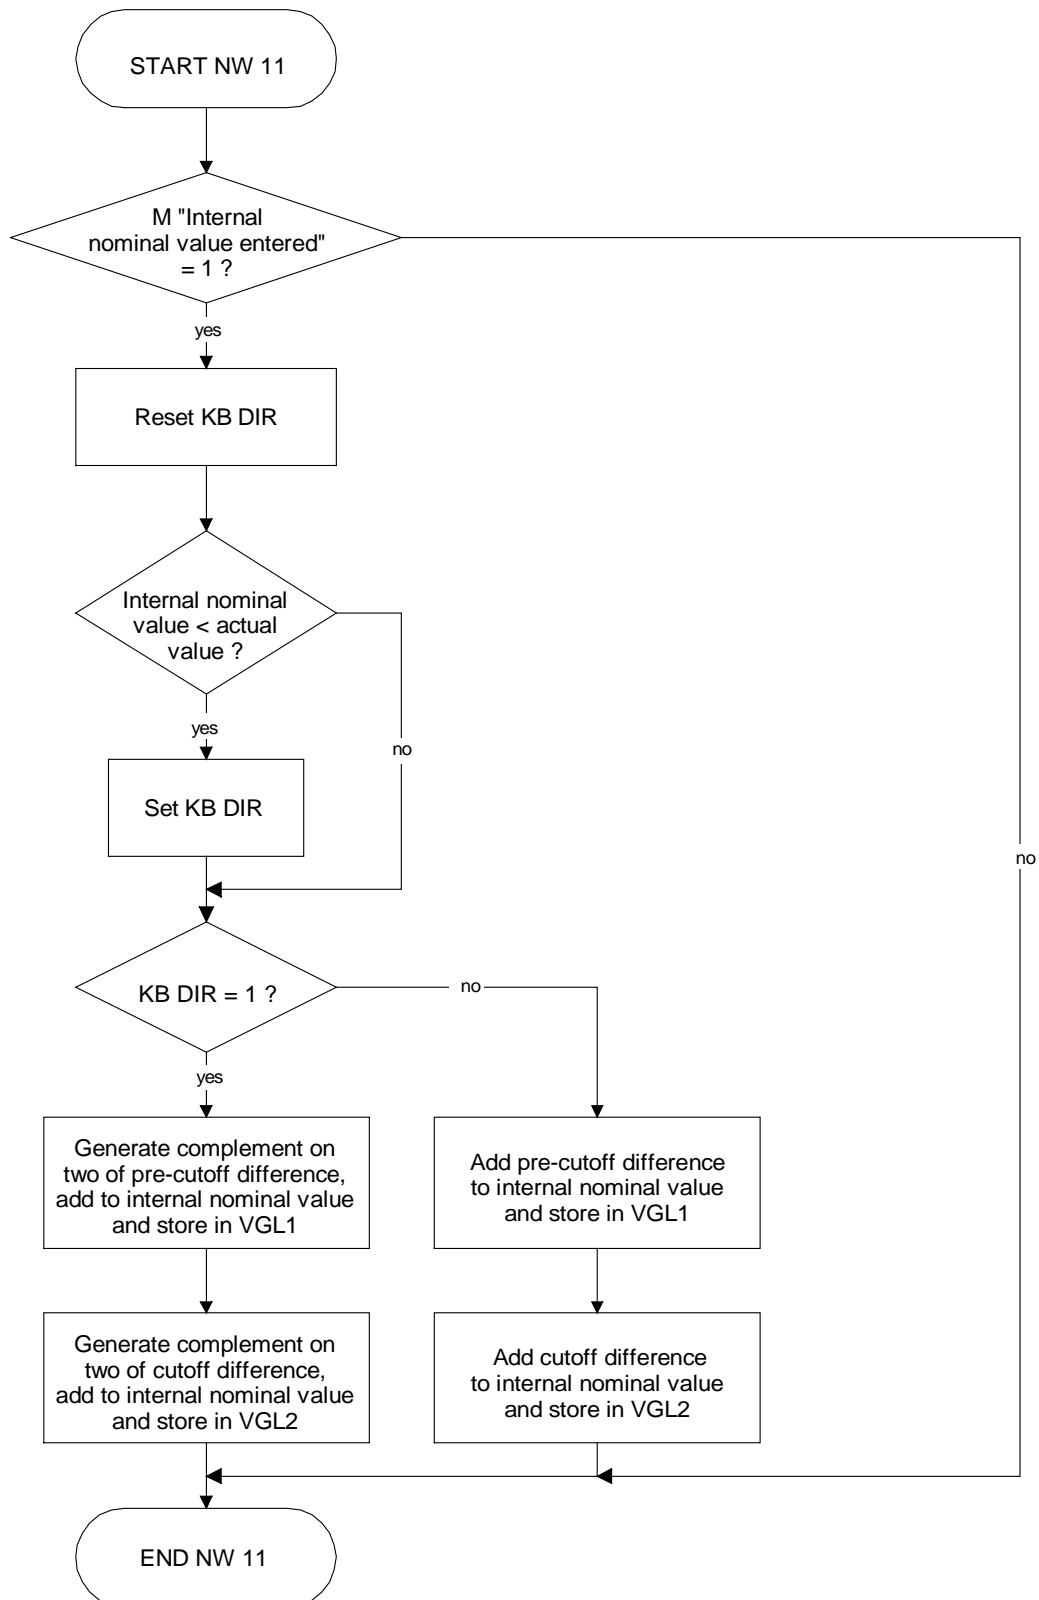 START NW 11
M "Internal
nominal value entered"
= 1 ?
yes
Reset KB DIR
Internal nominal
value < actual
value ?
yes
no
Set KB DIR
no
KB DIR = 1 ?
no
yes
Generate complement on
two of pre-cutoff difference,
add to internal nominal value
and store in VGL1
Add pre-cutoff difference
to internal nominal value
and store in VGL1
Generate complement on
two of cutoff difference,
add to internal nominal value
and store in VGL2
Add cutoff difference
to internal nominal value
and store in VGL2
END NW 11